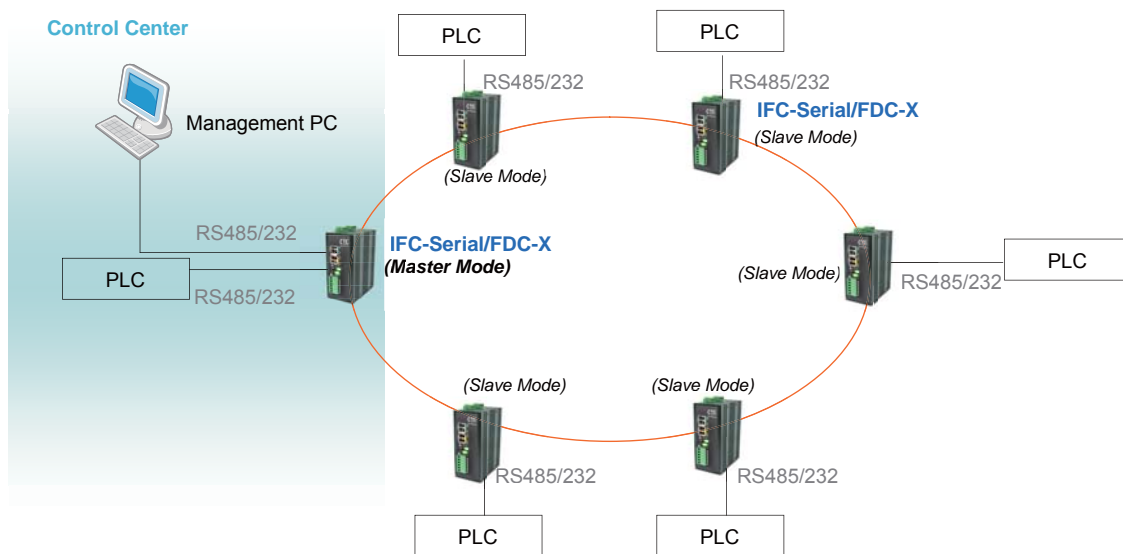 Control Center
PLC
PLC
RS485/232
RS485/232
Management PC
IFC-Serial/FDC-X
(Slave Mode)
(Slave Mode)
RS485/232
IFC-Serial/FDC-X
(Master Mode)
PLC
RS485/232
(Slave Mode)
RS485/232
PLC
(Slave Mode)
(Slave Mode)
RS485/232
RS485/232
PLC
PLC